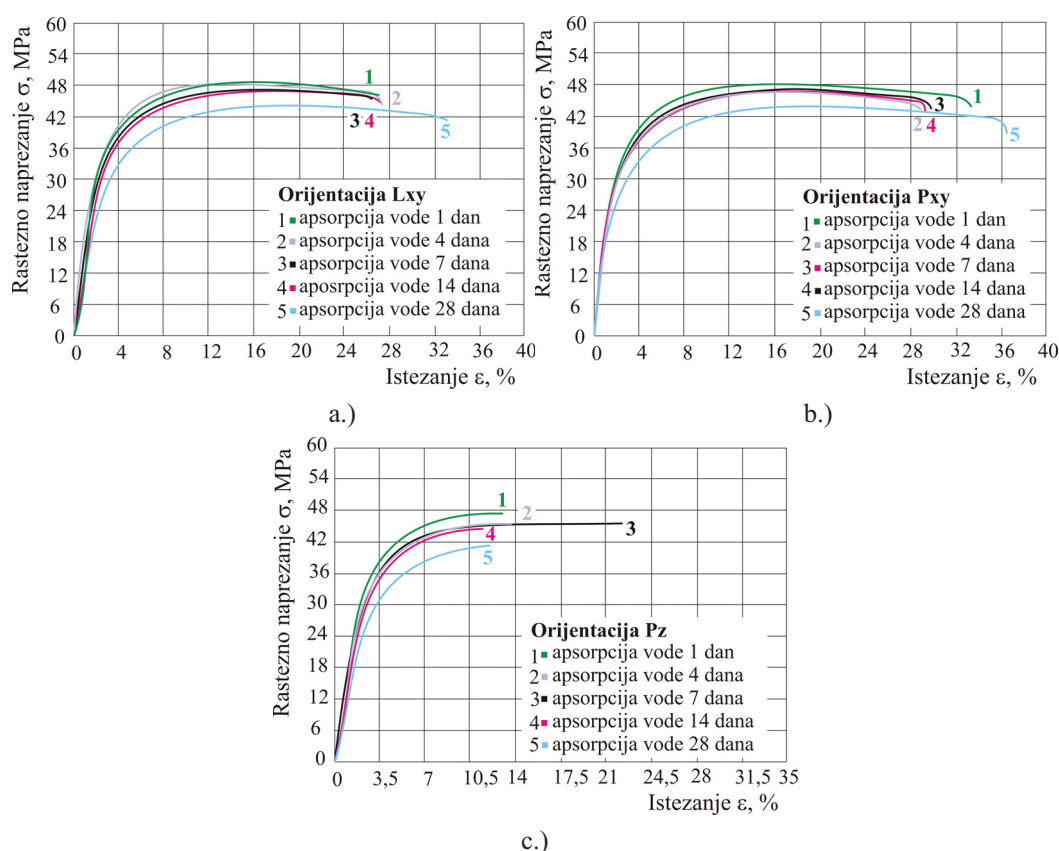 Rastezno naprezanje σ, MPa
60
54
48
42
36
30
24
18
12
6
0
1
2
3
4
5
Orijentacija Lxy
1 apsorpcija vode 1 dan
2 apsorpcija vode 4 dana
3 apsorpcija vode 7 dana
4 aposrpcija vode 14 dana
5 apsorpcija vode 28 dana
0 4 8 12 16 20 24 28 32 36 40
Istezanje ε, %
a.)
Rastezno naprezanje σ, MPa
60
54
48
42
36
30
24
18
12
6
0
1
3
2
4
5
Orijentacija Pxy
1 apsorpcija vode 1 dan
2 apsorpcija vode 4 dana
3 apsorpcija vode 7 dana
4 apsorpcija vode 14 dana
5 apsorpcija vode 28 dana
0 4 8 12 16 20 24 28 32 36 40
Istezanje ε, %
b.)
Rastezno naprezanje σ, MPa
60
54
48
42
36
30
24
18
12
6
0
1
2
3
4
5
Orijentacija Pz
1 apsorpcija vode 1 dan
2 apsorpcija vode 4 dana
3 apsorpcija vode 7 dana
4 apsorpcija vode 14 dana
5 apsorpcija vode 28 dana
0 3,5 7 10,5 14 17,5 21 24,5 28 31,5 35
Istezanje ε, %
c.)